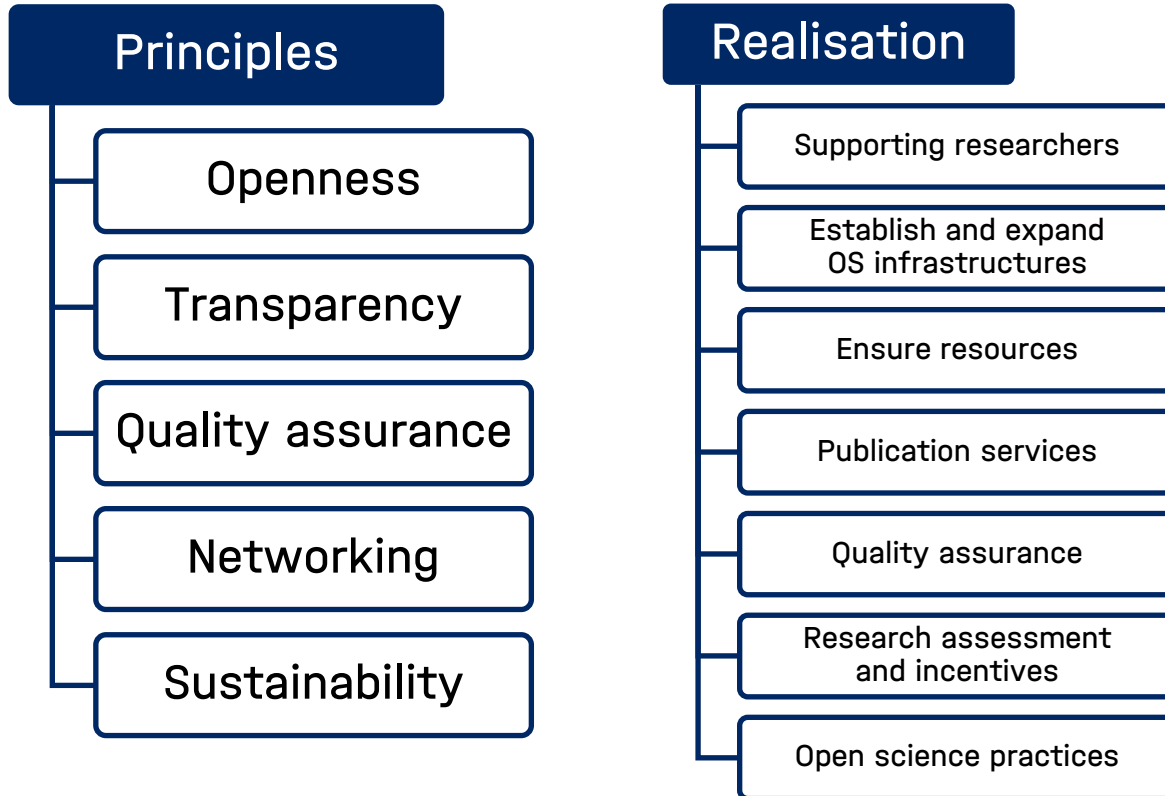 Principles
Openness
Transparency
Quality assurance
Networking
Sustainability
Realisation
Supporting researchers
Establish and expand
OS infrastructures
Ensure resources
Publication services
Quality assurance
Research assessment
and incentives
Open science practices